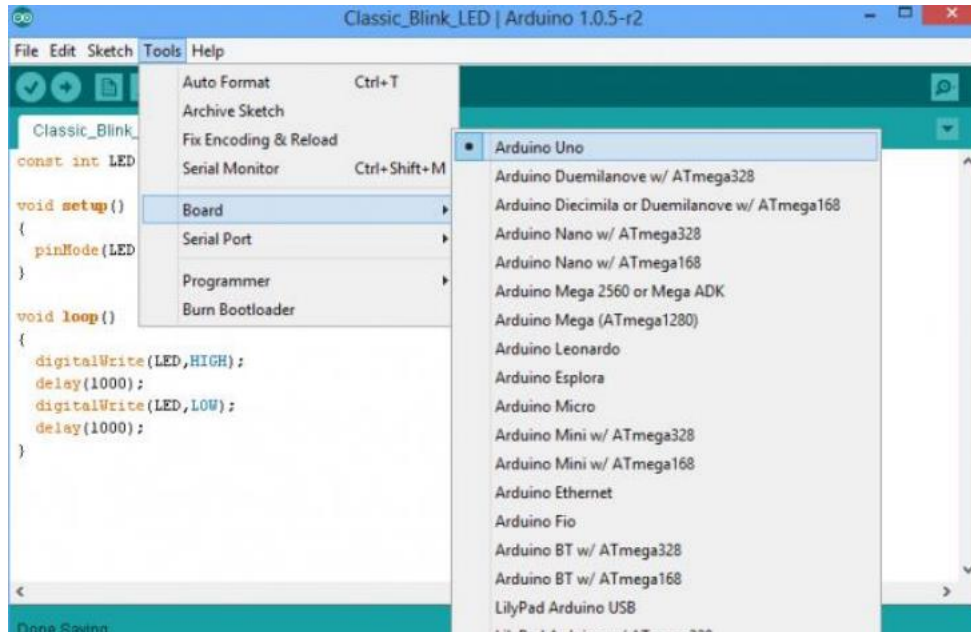 Classic_Blink_LED | Arduino 1.0.5-r2
File Edit Sketch Tools Help
Auto Format Ctrl+T
Archive Sketch
Fix Encoding & Reload
Serial Monitor Ctrl+Shift+M
Board
Serial Port
Programmer
Burn Bootloader
Arduino Uno
Arduino Duemilanove w/ ATmega328
Arduino Diecimila or Duemilanove w/ ATmega168
Arduino Nano w/ ATmega328
Arduino Nano w/ ATmega168
Arduino Mega 2560 or Mega ADK
Arduino Mega (ATmega1280)
Arduino Leonardo
Arduino Esplora
Arduino Micro
Arduino Mini w/ ATmega328
Arduino Mini w/ ATmega168
Arduino Ethernet
Arduino Fio
Arduino BT w/ ATmega328
Arduino BT w/ ATmega168
LilyPad Arduino USB
Classic_Blink_
const int LED
void setup()
{
pinMode(LED
}
void loop()
{
digitalWrite(LED,HIGH);
delay(1000);
digitalWrite(LED,LOW);
delay(1000);
}
Done Saving